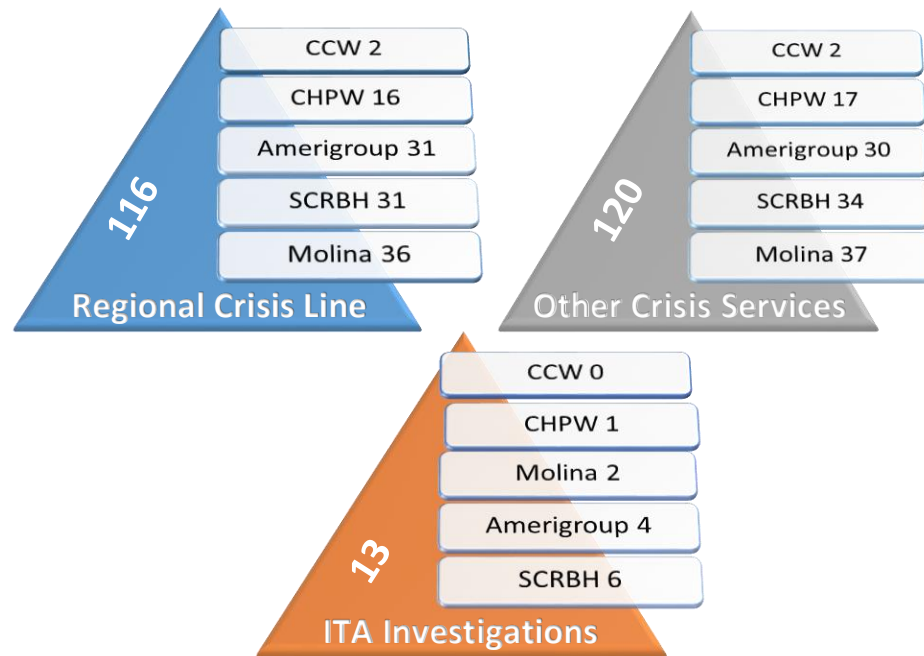 CCW 2
CHPW 16
Amerigroup 31
SCRBH 31
Molina 36
116
Regional Crisis Line
CCW 2
CHPW 17
Amerigroup 30
SCRBH 34
Molina 37
120
Other Crisis Services
CCW 0
CHPW 1
Molina 2
Amerigroup 4
SCRBH 6
13
ITA Investigations